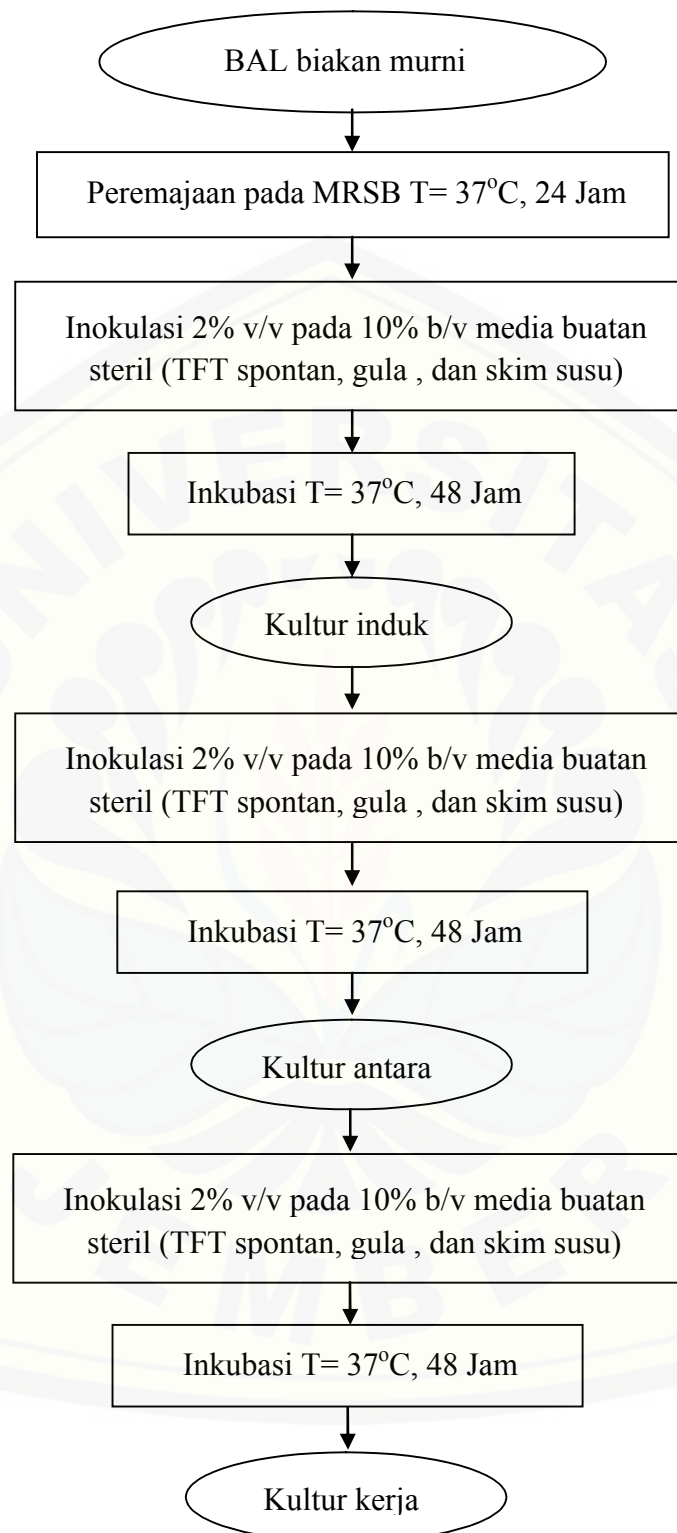 BAL biakan murni
Peremajaan pada MRSB T= 37°C, 24 Jam
Inokulasi 2% v/v pada 10% b/v media buatan
steril (TFT spontan, gula , dan skim susu)
Inkubasi T= 37°C, 48 Jam
Kultur induk
Inokulasi 2% v/v pada 10% b/v media buatan
steril (TFT spontan, gula , dan skim susu)
Inkubasi T= 37°C, 48 Jam
Kultur antara
Inokulasi 2% v/v pada 10% b/v media buatan
steril (TFT spontan, gula , dan skim susu)
Inkubasi T= 37°C, 48 Jam
Kultur kerja
UNIVERSITAS
JEMBER